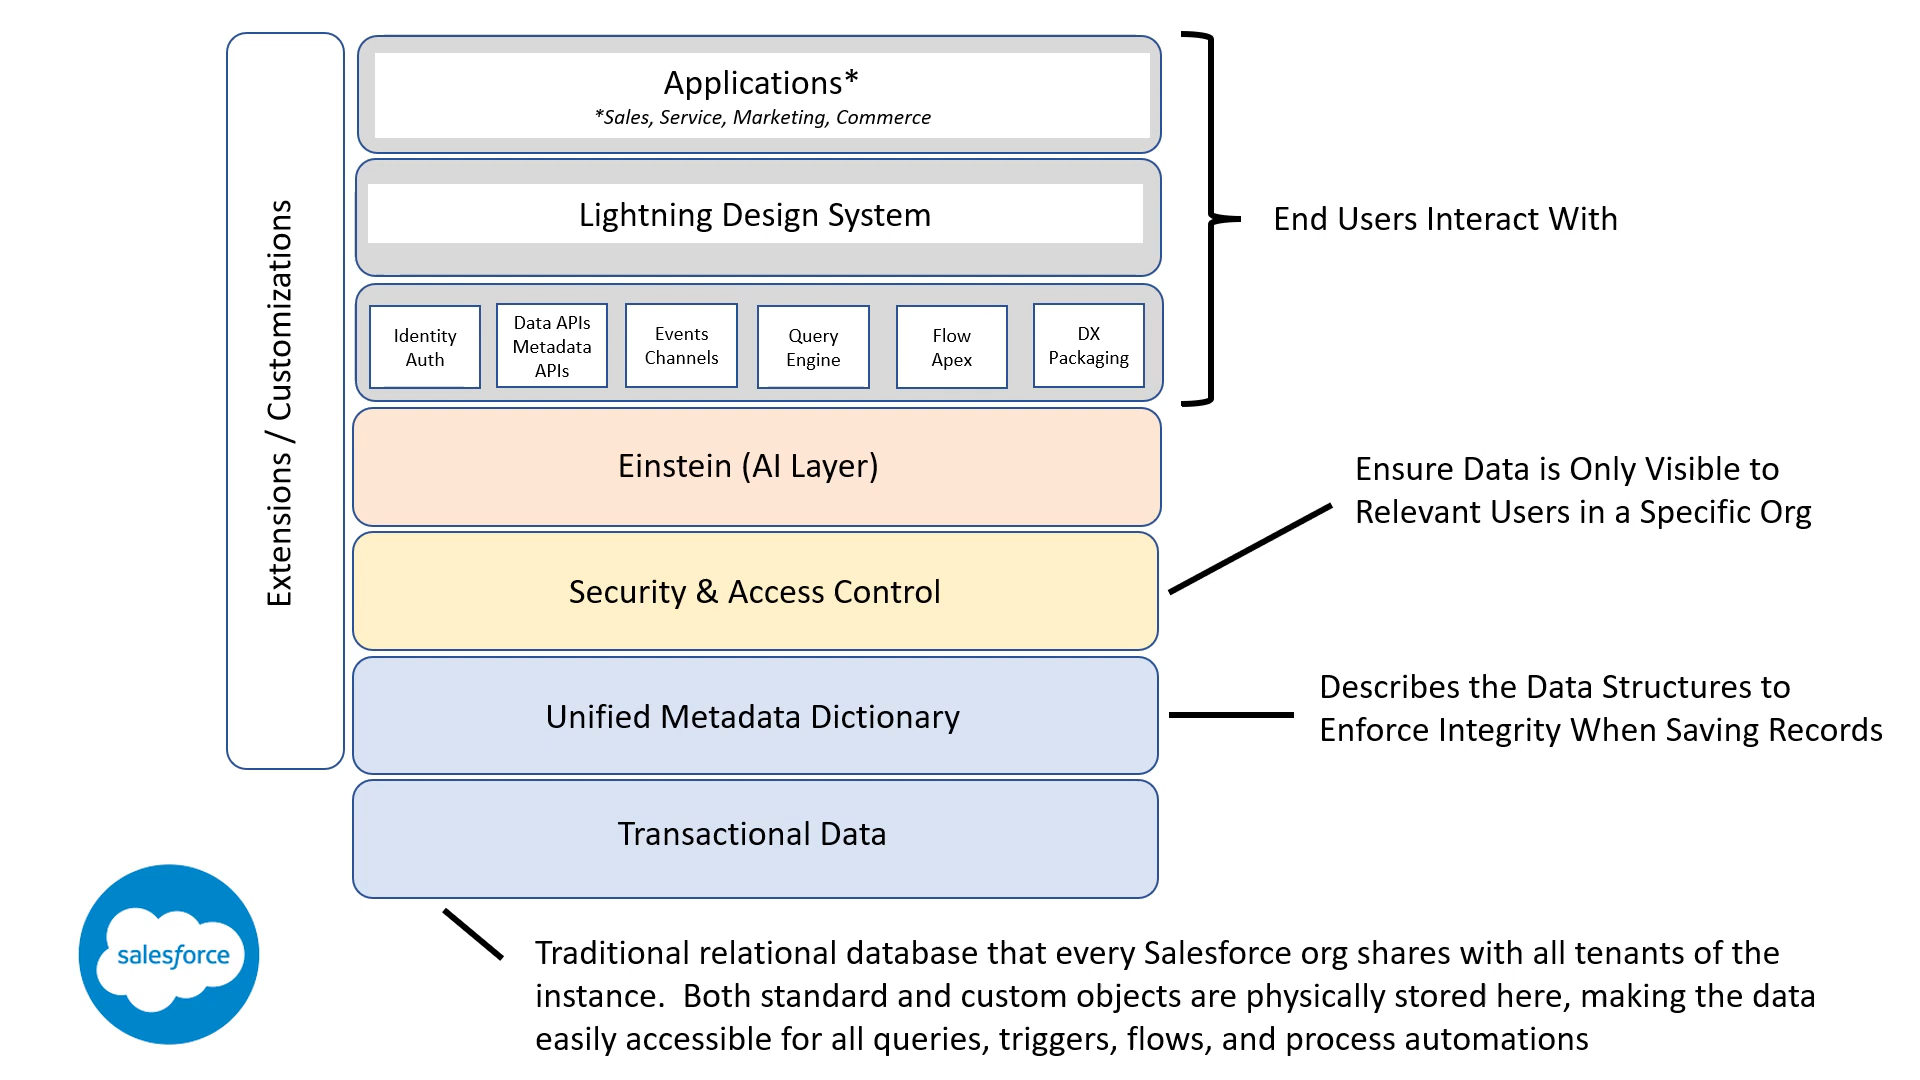 Applications*
*Sales, Service, Marketing, Commerce
Lightning Design System
Identity
Auth
Data APIs
Metadata
APIs
Events
Channels
Query
Engine
Flow
Apex
DX
Packaging
End Users Interact With
Extensions / Customizations
Einstein (AI Layer)
Ensure Data is Only Visible to
Relevant Users in a Specific Org
Security & Access Control
Unified Metadata Dictionary
Describes the Data Structures to
Enforce Integrity When Saving Records
Transactional Data
salesforce
Traditional relational database that every Salesforce org shares with all tenants of the
instance.  Both standard and custom objects are physically stored here, making the data
easily accessible for all queries, triggers, flows, and process automations